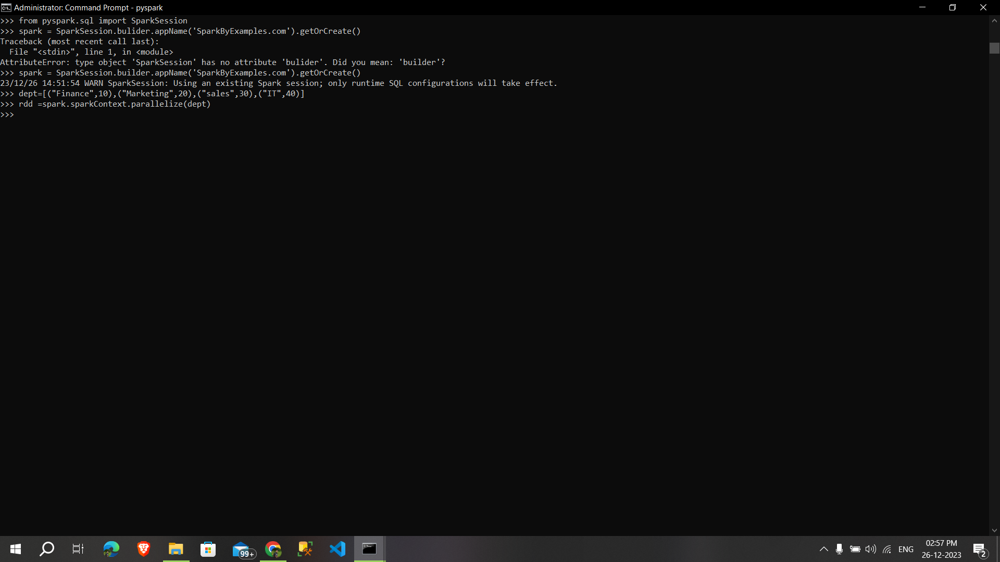 Administrator: Command Prompt - pyspark
>>> from pyspark.sql import SparkSession
>>> spark = SparkSession.bulider.appName('SparkByExamples.com').getOrCreate()
Traceback (most recent call last):
  File "<stdin>", line 1, in <module>
AttributeError: type object 'SparkSession' has no attribute 'bulider'. Did you mean: 'builder'?
>>> spark = SparkSession.builder.appName('SparkByExamples.com').getOrCreate()
23/12/26 14:51:54 WARN SparkSession: Using an existing Spark session; only runtime SQL configurations will take effect.
>>> dept=[("Finance",10),("Marketing",20),("sales",30),("IT",40)]
>>> rdd =spark.sparkContext.parallelize(dept)
>>>
99+
ENG
02:57 PM
26-12-2023
2